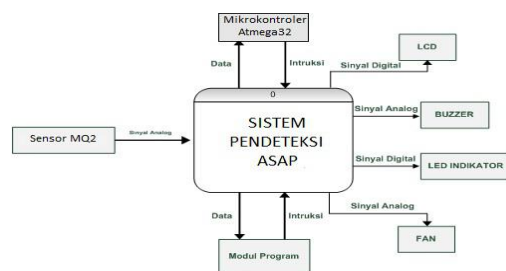 Mikrokontroler
Atmega32
Data
Intruksi
Sinyal Digital
LCD
0
SISTEM
PENDETEKSI
ASAP
Sensor MQ2
Sinyal Analog
Sinyal Analog
BUZZER
Sinyal Digital
LED INDIKATOR
Sinyal Analog
FAN
Data
Intruksi
Modul Program